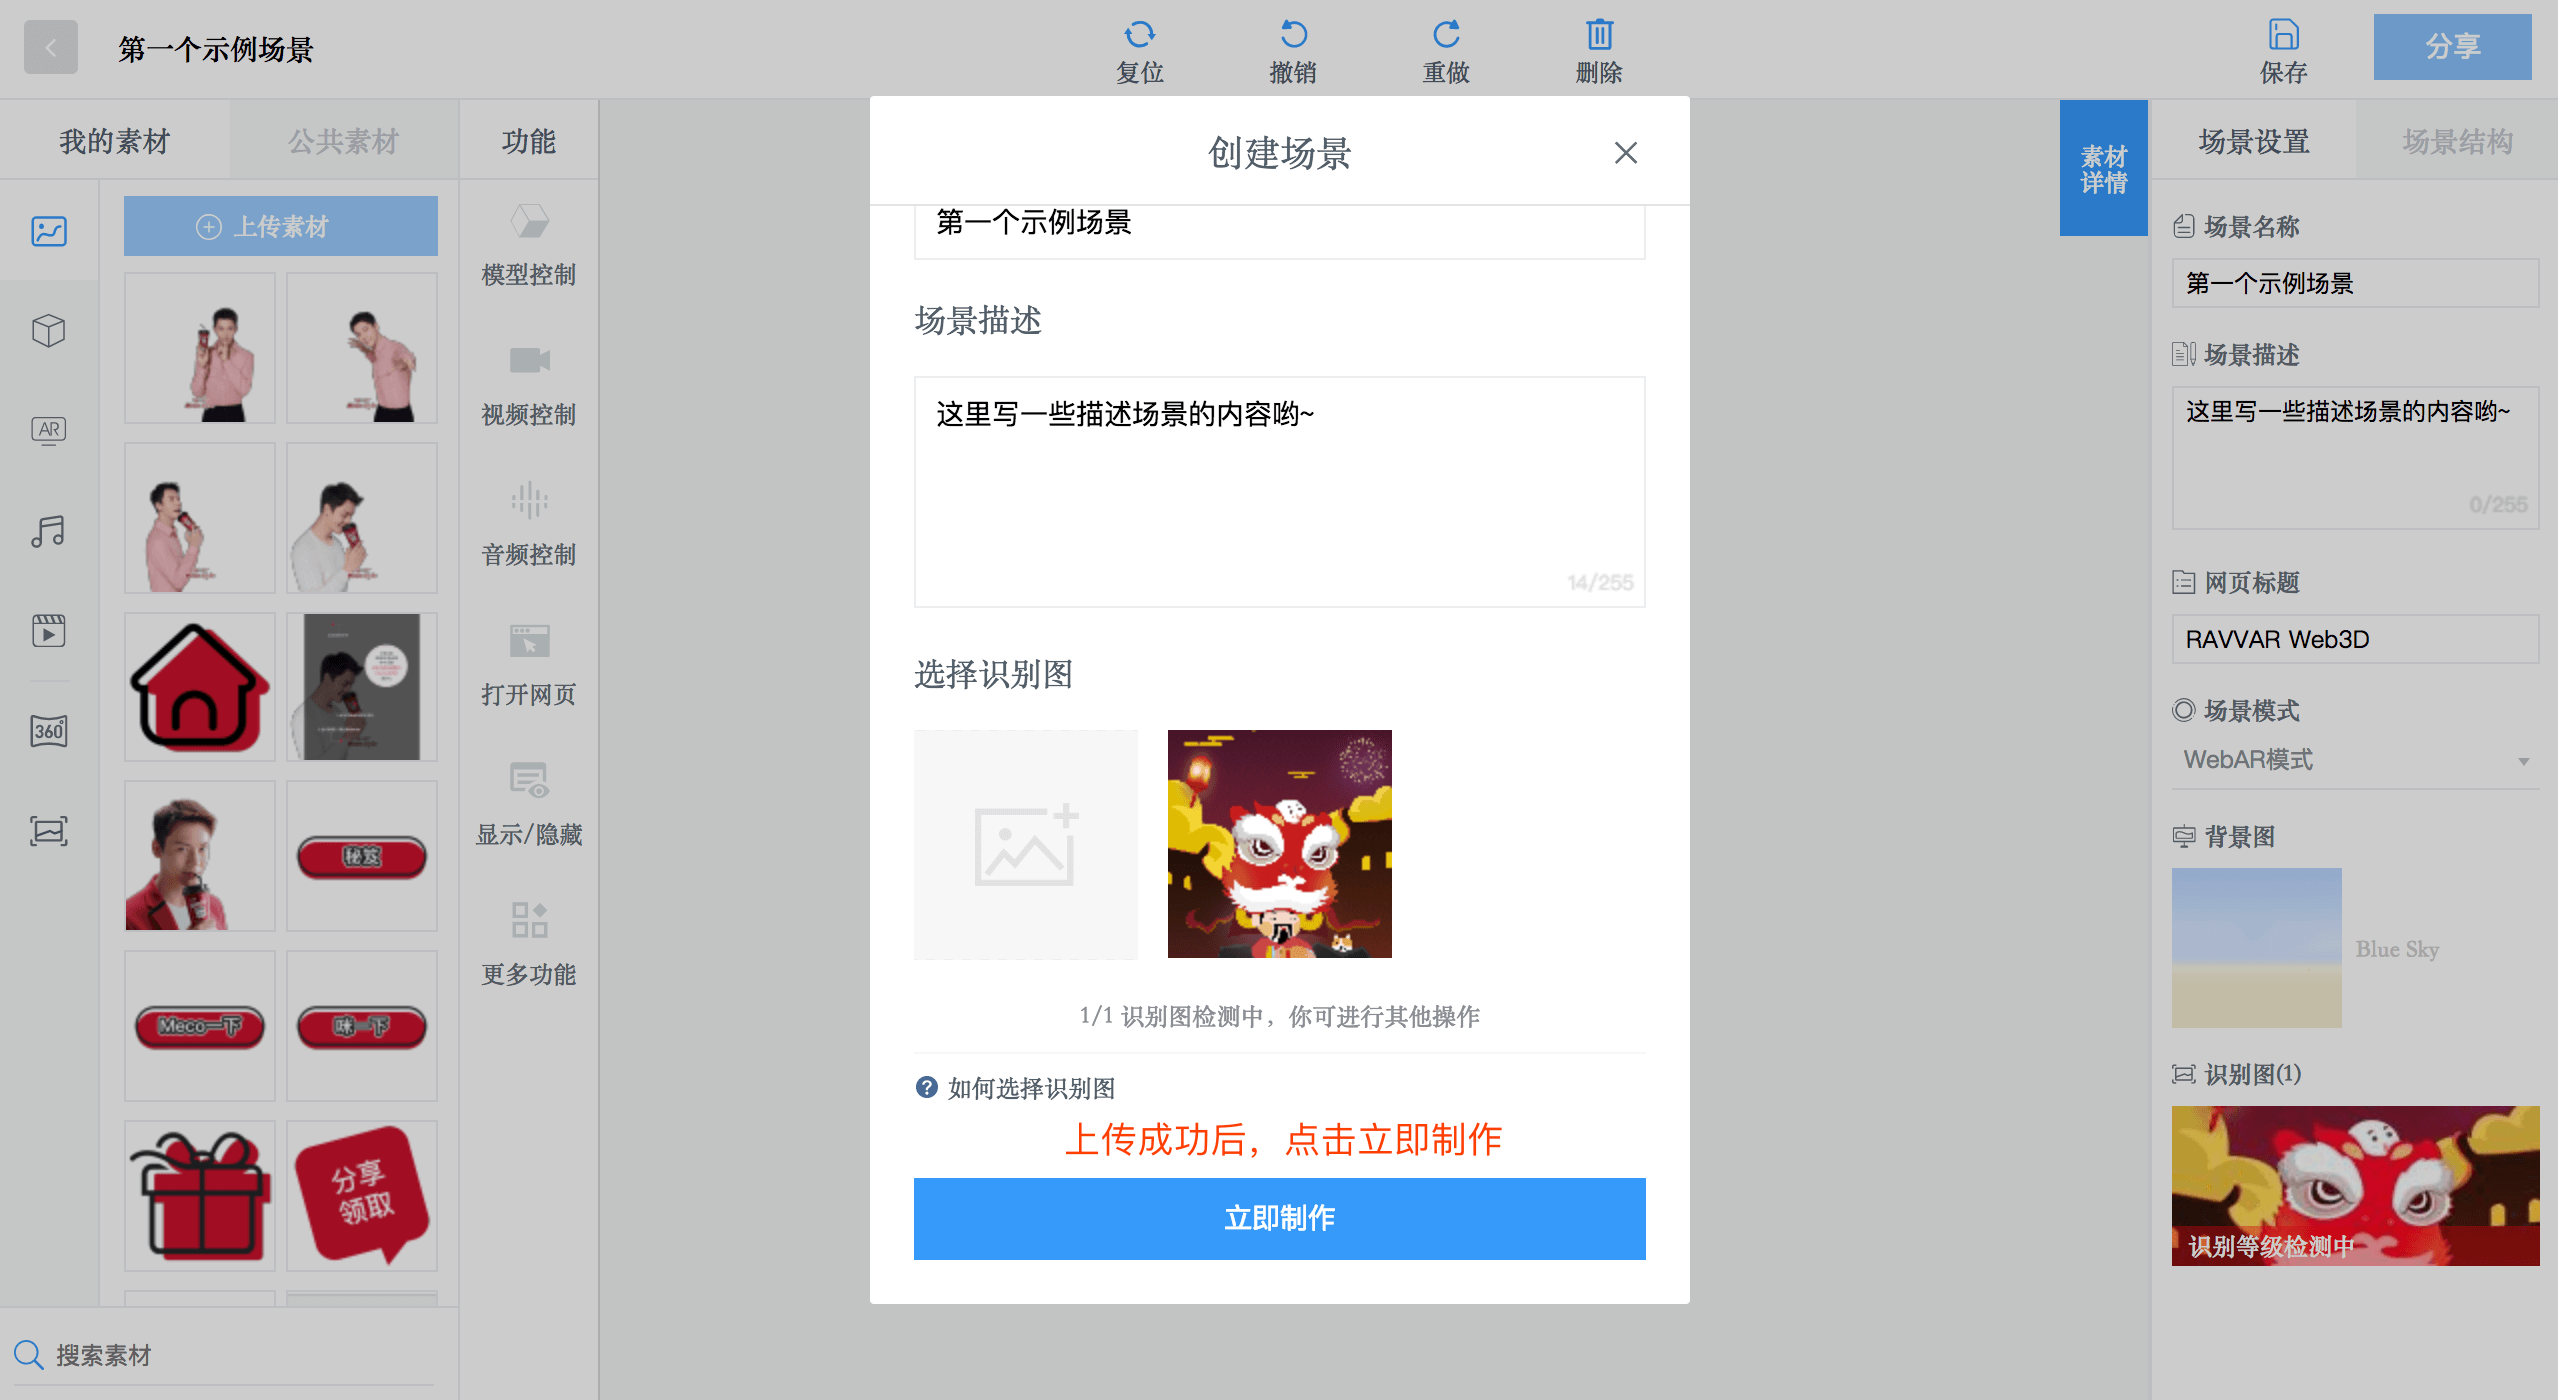 第一个示例场景
复位
撤销
重做
删除
保存
分享
我的素材
公共素材
功能
上传素材
AR
360°
秘笈
Meco一下
咪一下
分享
领取
搜索素材
模型控制
视频控制
音频控制
打开网页
显示/隐藏
更多功能
创建场景
第一个示例场景
场景描述
这里写一些描述场景的内容哟~
14/255
选择识别图
1/1 识别图检测中，你可进行其他操作
如何选择识别图
上传成功后，点击立即制作
立即制作
素材
详情
场景设置
场景结构
场景名称
第一个示例场景
场景描述
这里写一些描述场景的内容哟~
0/255
网页标题
RAVVAR Web3D
场景模式
WebAR模式
背景图
Blue Sky
识别图(1)
识别等级检测中